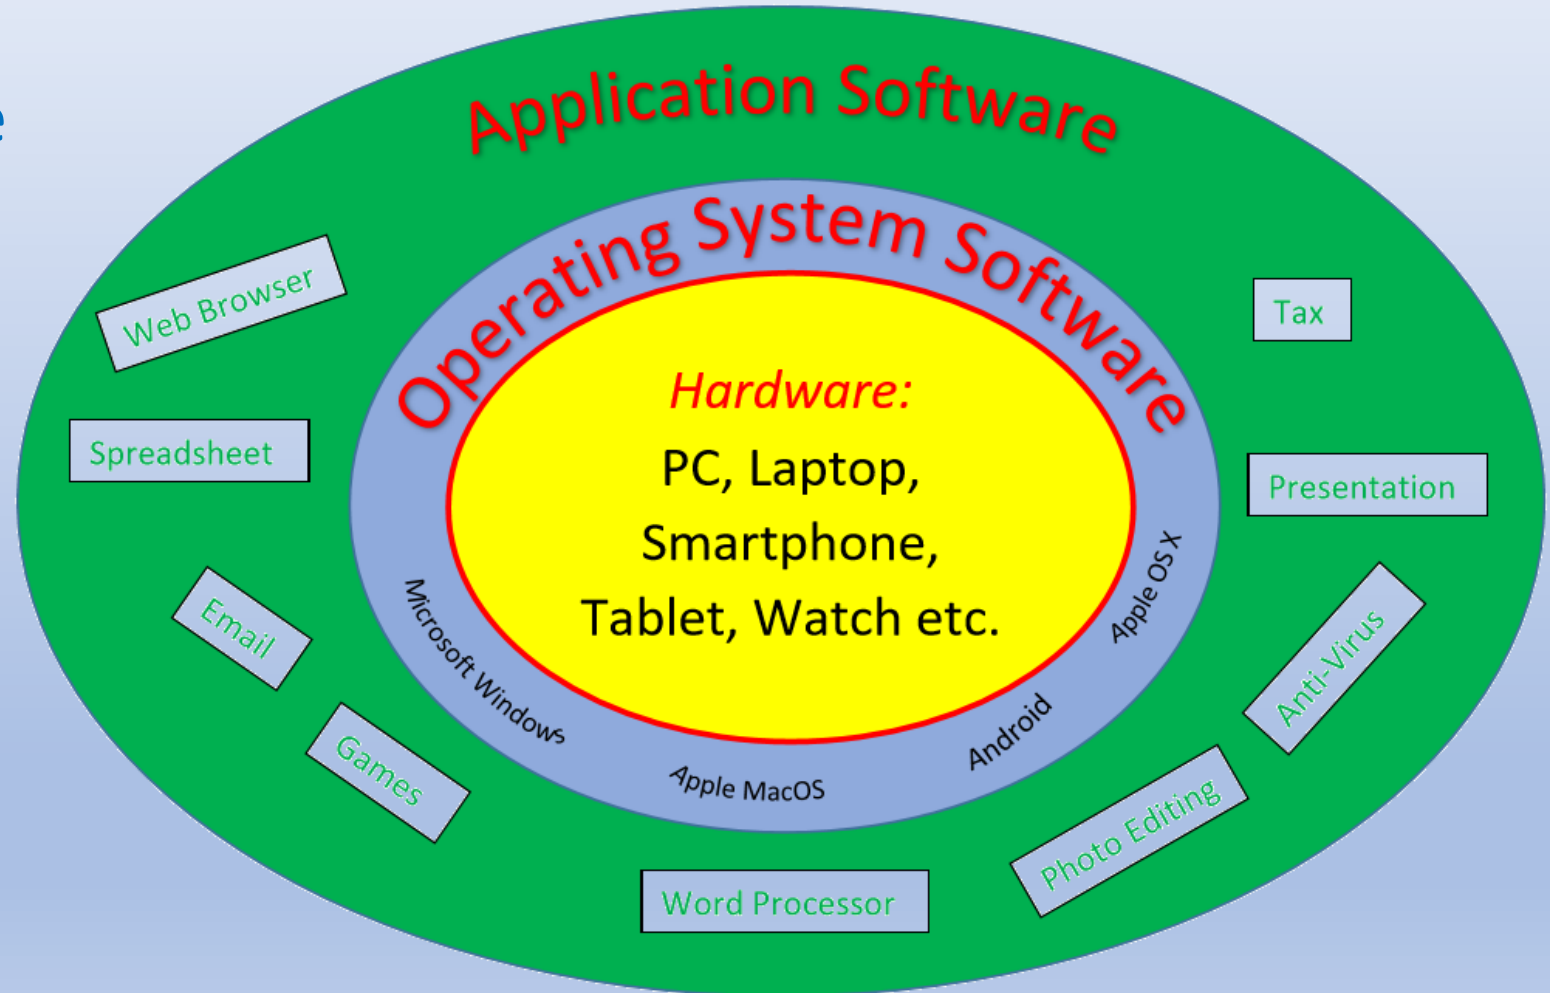 e
Application Software
Operating System Software
Web Browser
Tax
Hardware:
PC, Laptop,
Smartphone,
Tablet, Watch etc.
Spreadsheet
Presentation
Email
Games
Microsoft Windows
Apple MacOS
Android
Apple OS X
Anti-Virus
Photo Editing
Word Processor